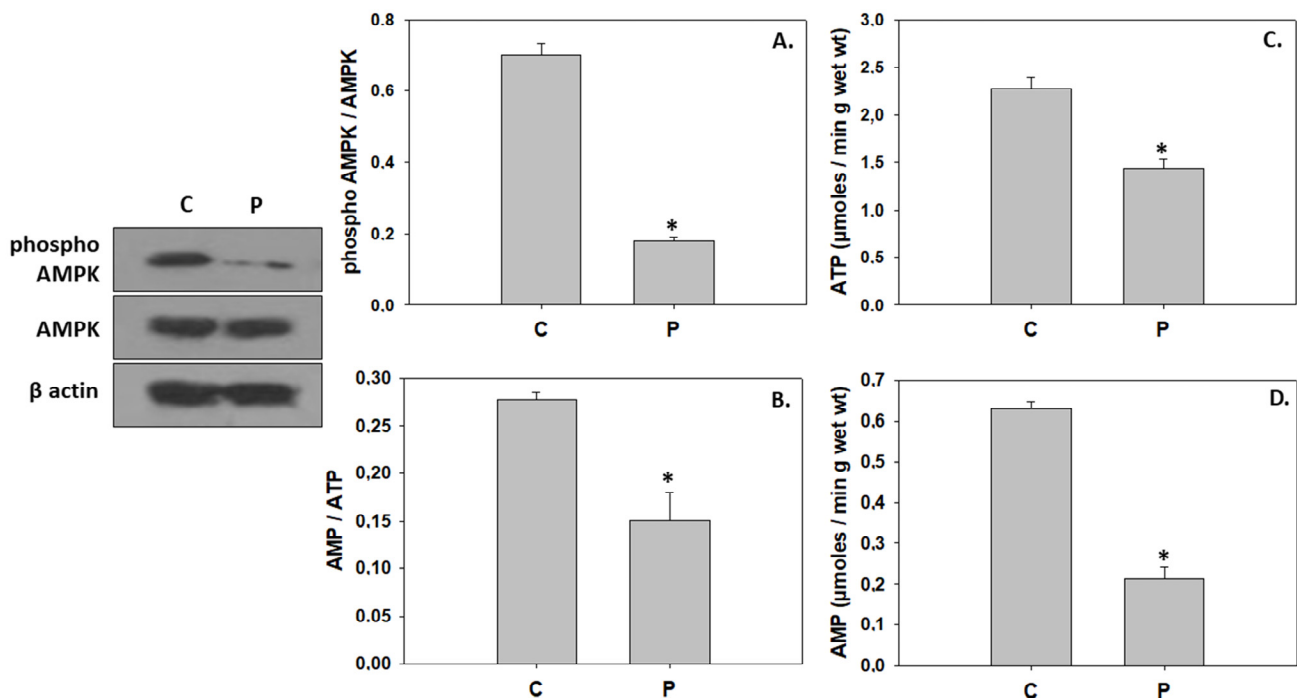 C P
phospho
AMPK
AMPK
β actin
A.
phospho AMPK / AMPK
0.8
0.6
0.4
0.2
0.0
*
C P
B.
AMP / ATP
0,30
0,25
0,20
0,15
0,10
0,05
0,00
*
C P
C.
ATP (µmoles / min g wet wt)
3.0
2.5
2,0
1.5
1.0
0.5
0.0
*
C P
D.
AMP (µmoles / min g wet wt)
0.7
0.6
0.5
0.4
0.3
0.2
0.1
0.0
*
C P